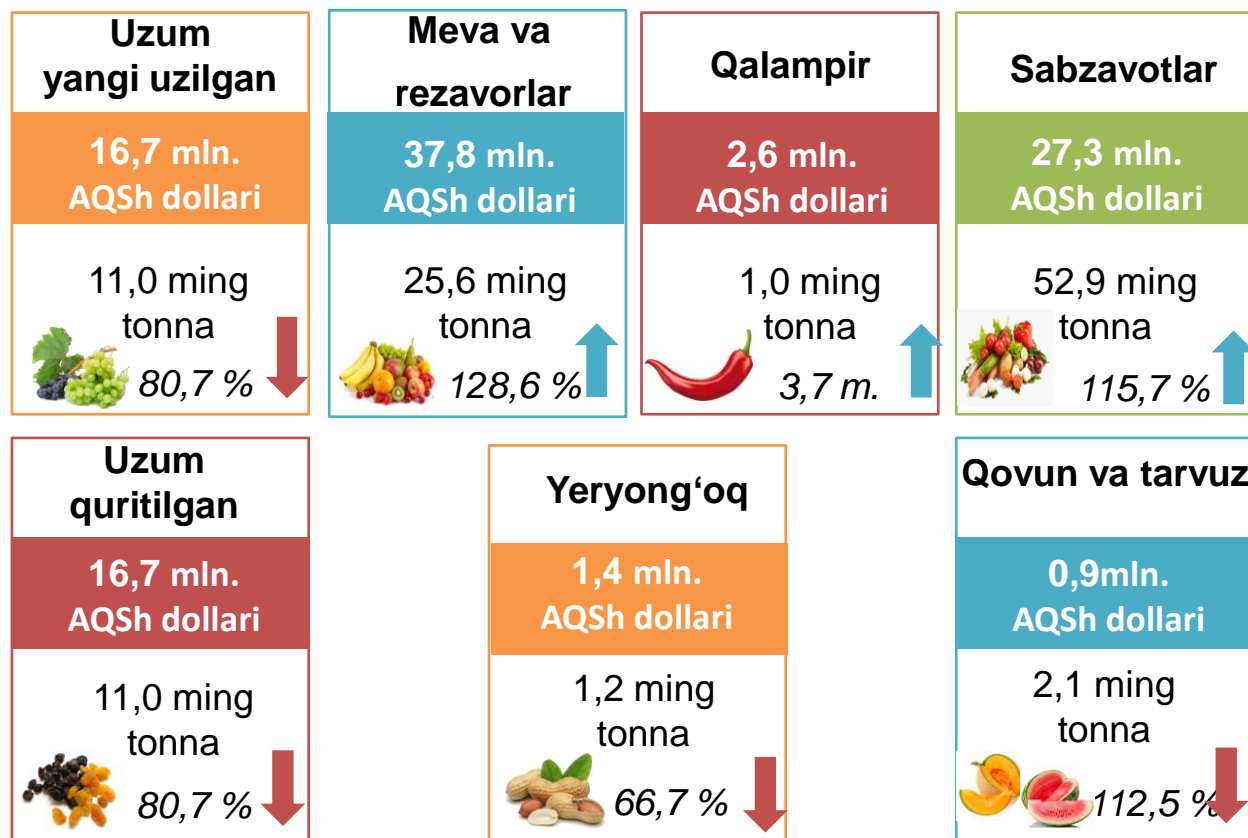 Uzum
yangi uzilgan
16,7 mln.
AQSh dollari
11,0 ming
tonna
80,7 %
Meva va
rezavorlar
37,8 mln.
AQSh dollari
25,6 ming
tonna
128,6 %
Qalampir
2,6 mln.
AQSh dollari
1,0 ming
tonna
3,7 m.
Sabzavotlar
27,3 mln.
AQSh dollari
52,9 ming
tonna
115,7 %
Uzum
quritilgan
16,7 mln.
AQSh dollari
11,0 ming
tonna
80,7 %
Yeryong‘oq
1,4 mln.
AQSh dollari
1,2 ming
tonna
66,7 %
Qovun va tarvuz
0,9mln.
AQSh dollari
2,1 ming
tonna
112,5 %